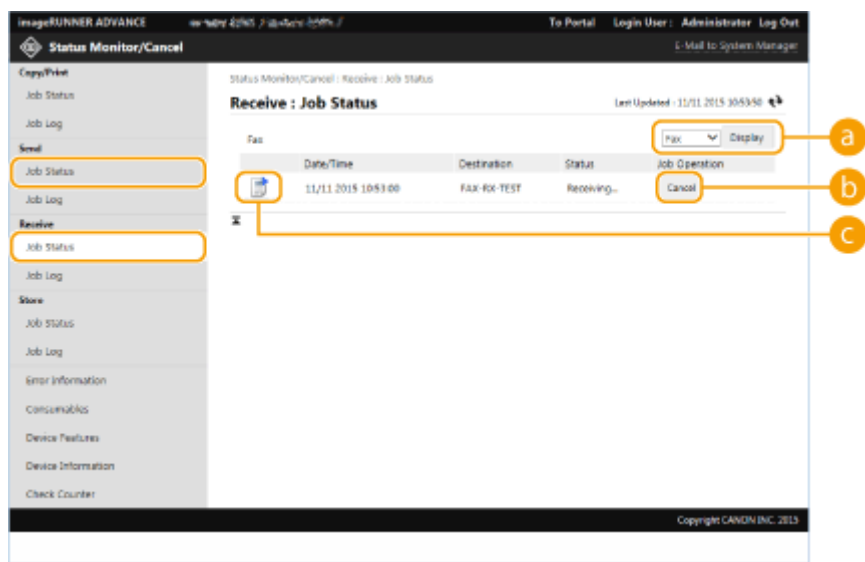 imageRUNNER ADVANCE
To Portal Login User : Administrator Log Out
Status Monitor/Cancel
E-Mail to System Manager
Copy/Print
Job Status
Job Log
Send
Job Status
Job Log
Receive
Job Status
Job Log
Store
Job Status
Job Log
Error Information
Consumables
Device Features
Device Information
Check Counter
Status Monitor/Cancel : Receive : Job Status
Receive : Job Status
Last Updated : 11/11 2015 10:53:50
Fax
Fax Display
Date/Time Destination Status Job Operation
11/11 2015 10:53:00 FAX-RX-TEST Receiving... Cancel
a
b
c
Copyright CANON INC. 2015